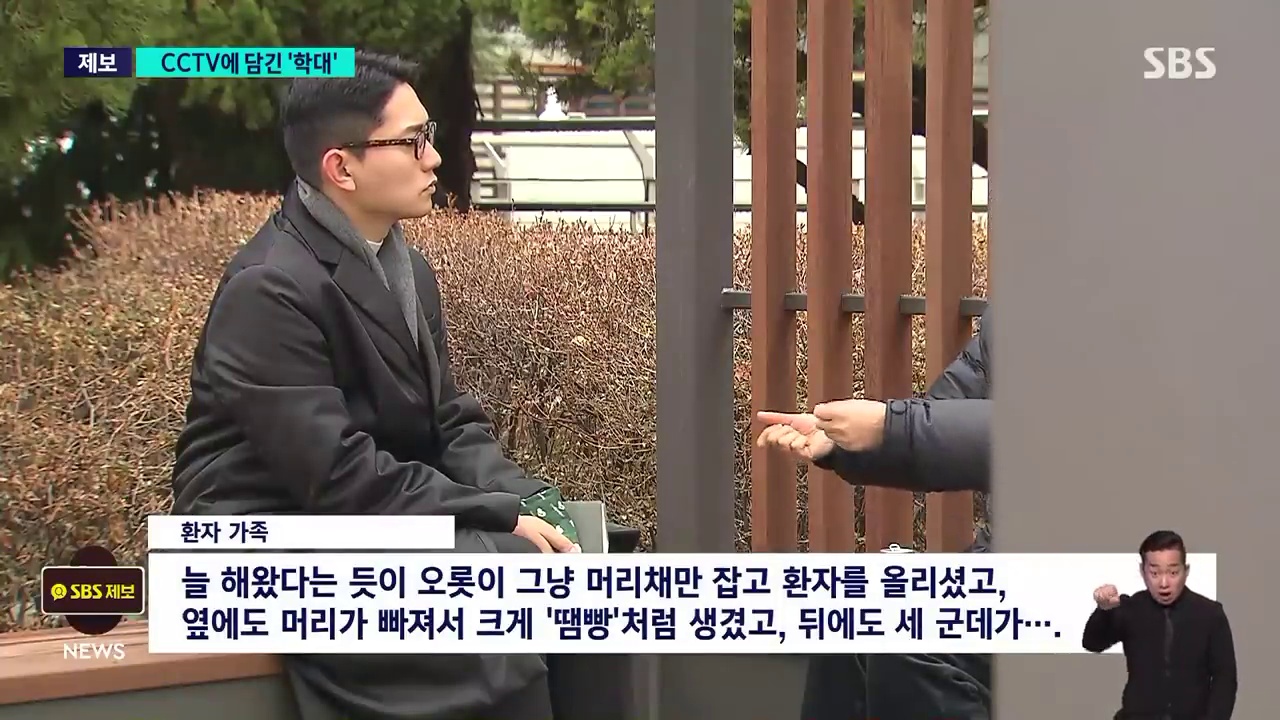 제보 CCTV에 담긴 '학대'
SBS
환자 가족
늘 해왔다는 듯이 오롯이 그냥 머리채만 잡고 환자를 올리셨고,
옆에도 머리가 빠져서 크게 '땜빵'처럼 생겼고, 뒤에도 세 군데가….
SBS 제보
NEWS